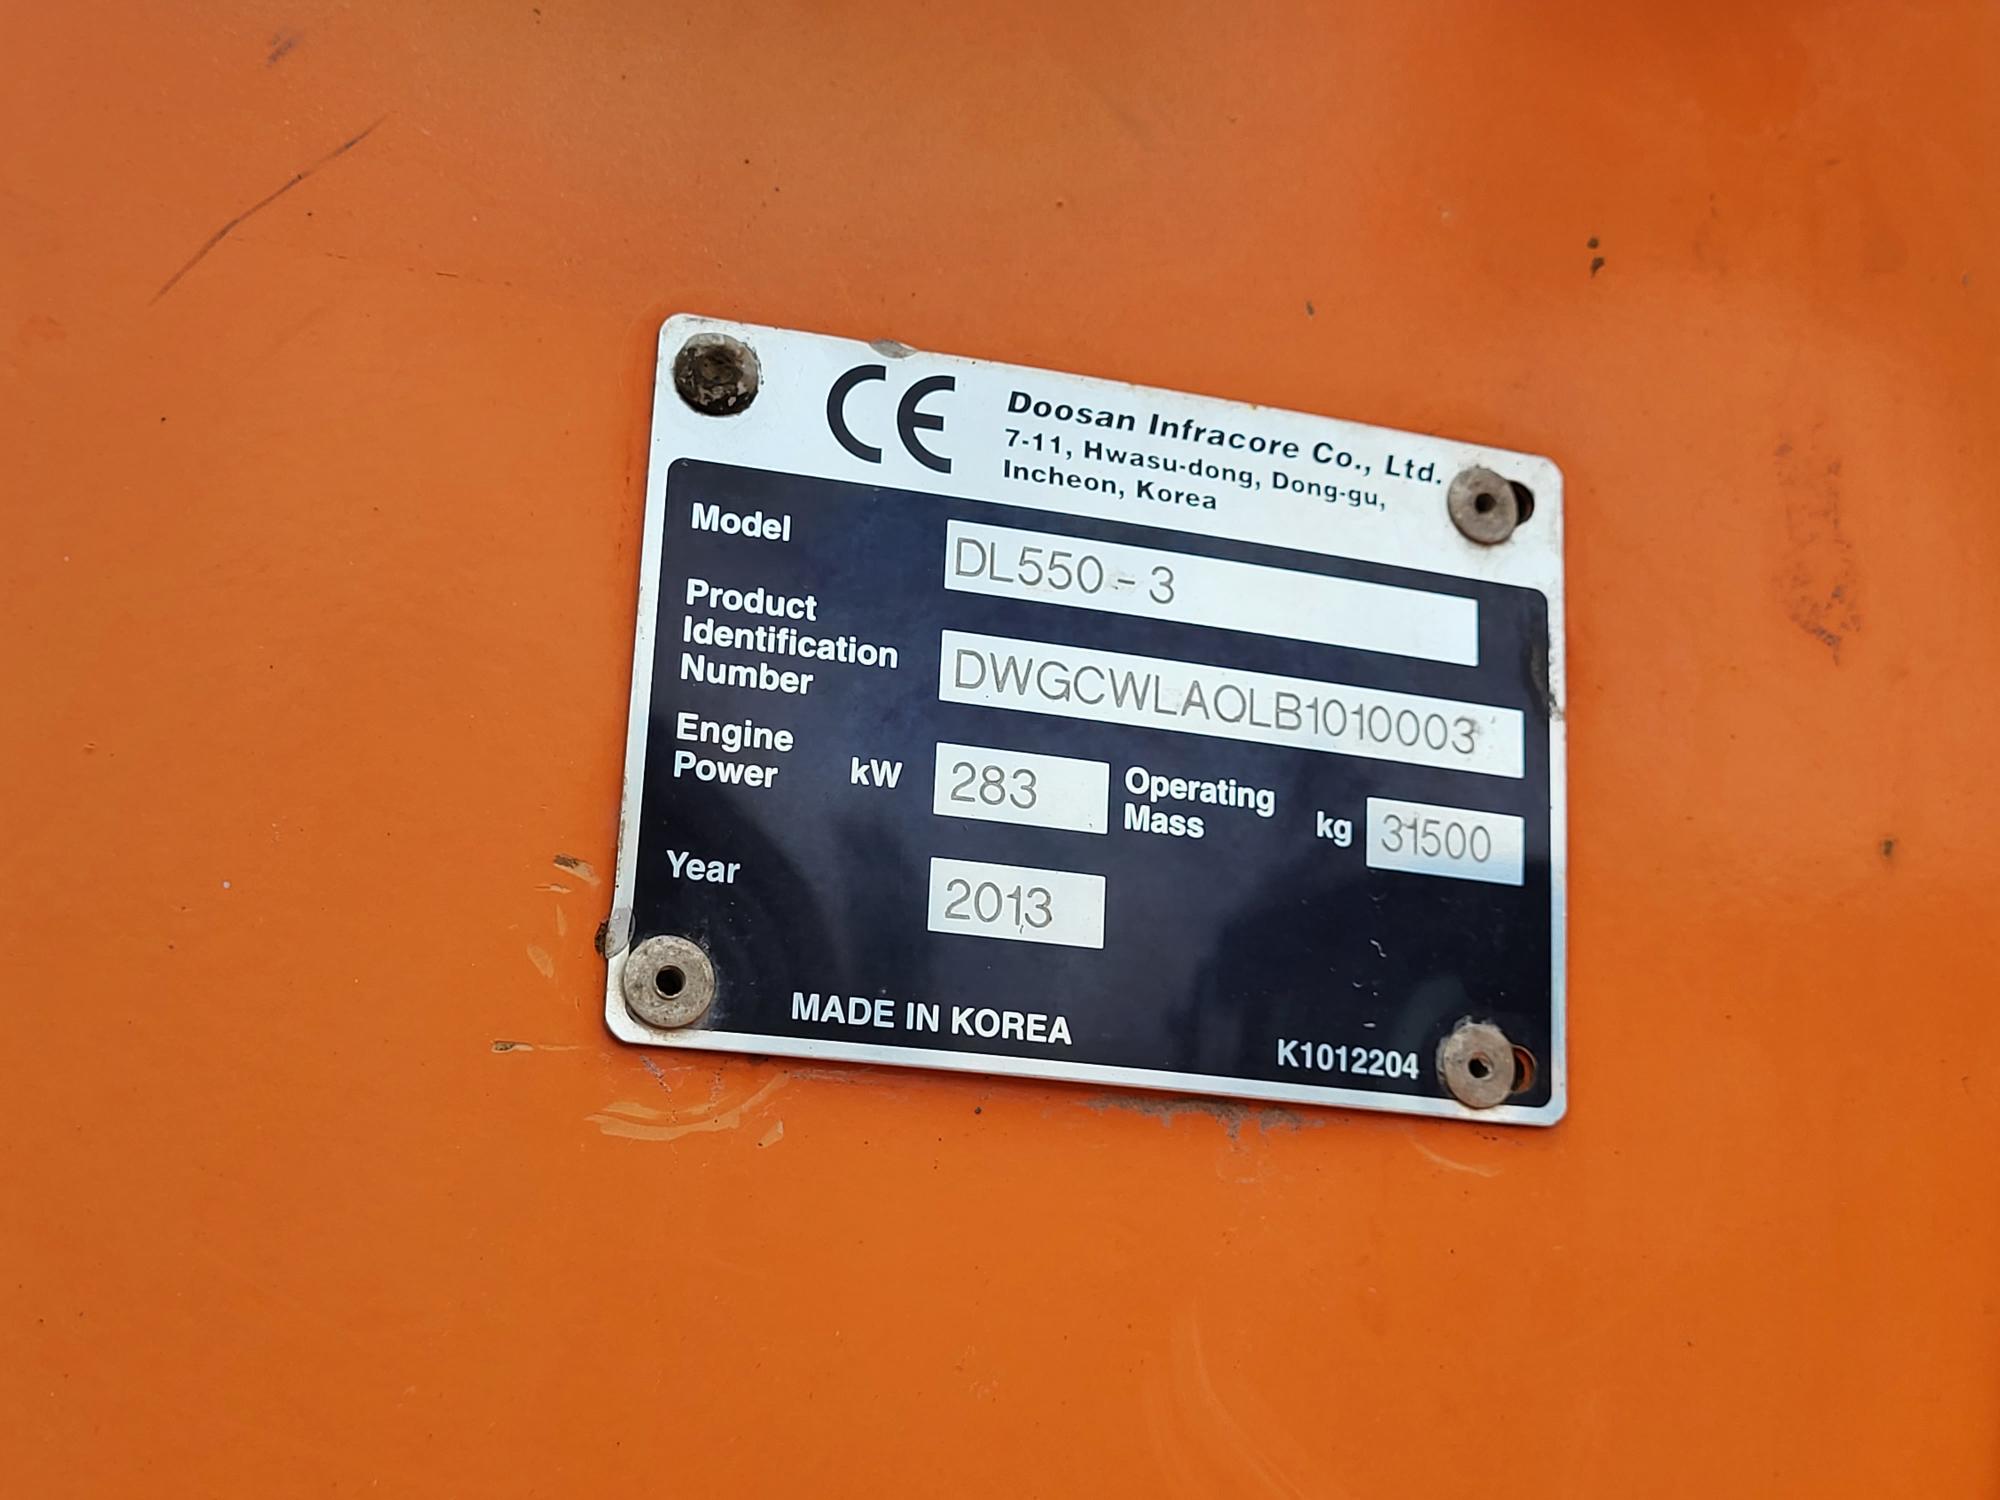 CE
Doosan Infracore Co., Ltd.
7-11, Hwasu-dong, Dong-gu,
Incheon, Korea
Model DL550-3
Product
Identification
Number DWGCWLAOLB1010003
Engine
Power kW 283 Operating
Mass kg 31500
Year 2013
MADE IN KOREA
K1012204